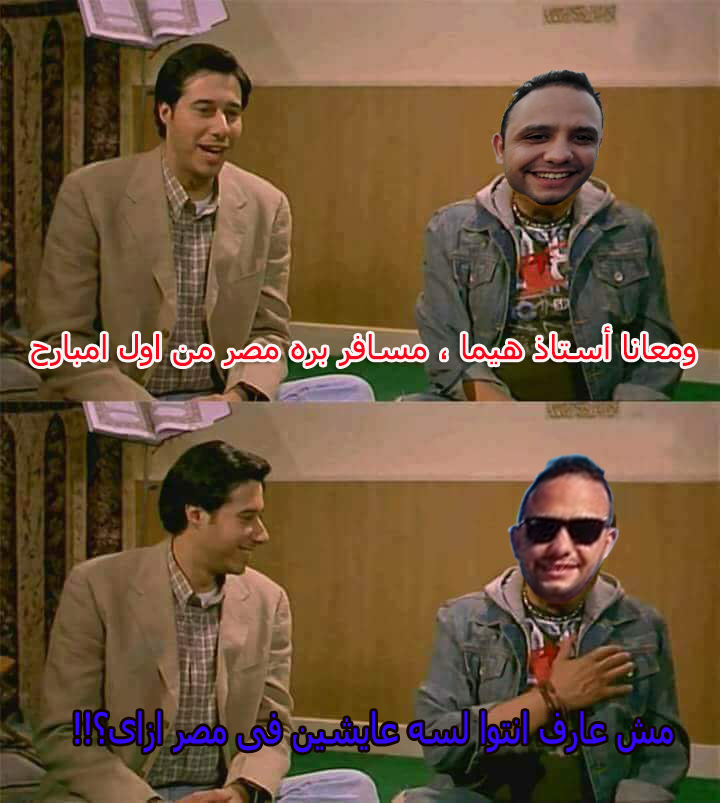 ومعانا أستاذ هيما ، مسافر بره مصر من اول امبارح
مش عارف انتوا لسه عايشين فى مصر ازاى؟!!